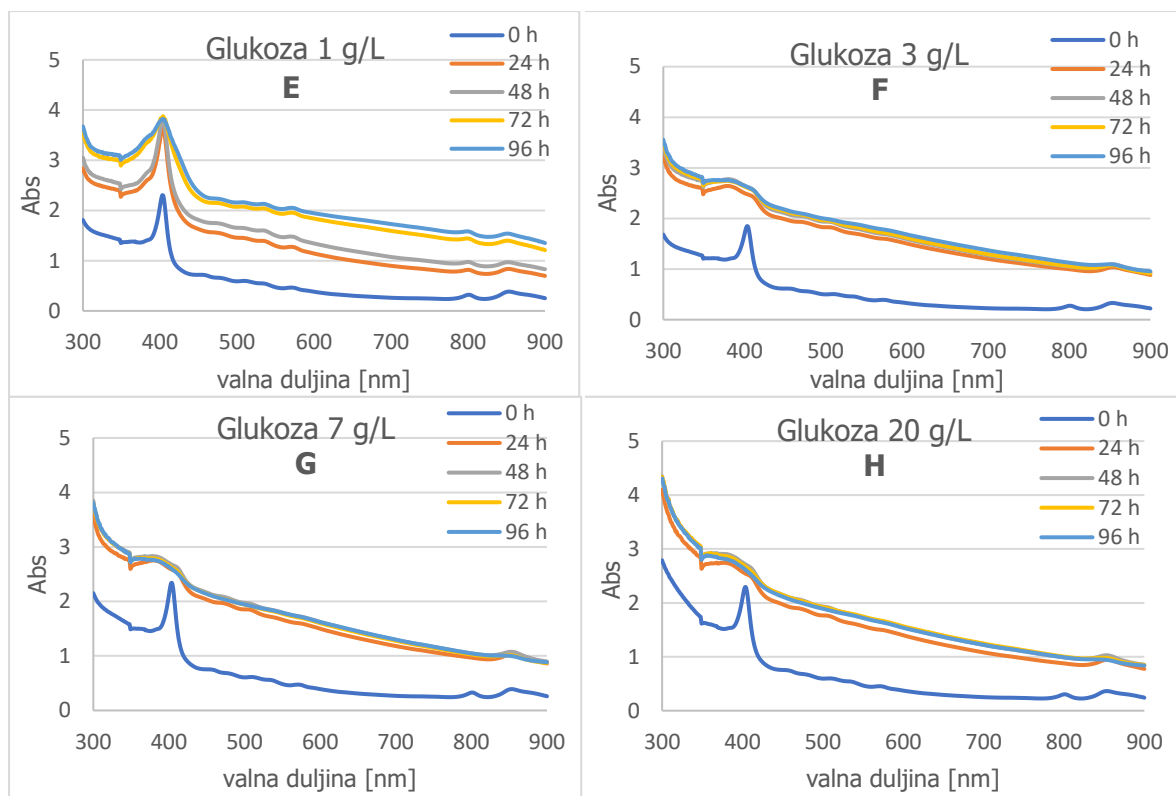 Glukoza 1 g/L
E
0 h
24 h
48 h
72 h
96 h
5
4
3
2
1
0
Abs
300 400 500 600 700 800 900
valna duljina [nm]
Glukoza 3 g/L
F
0 h
24 h
48 h
72 h
96 h
5
4
3
2
1
0
Abs
300 400 500 600 700 800 900
valna duljina [nm]
Glukoza 7 g/L
G
0 h
24 h
48 h
72 h
96 h
5
4
3
2
1
0
Abs
300 400 500 600 700 800 900
valna duljina [nm]
Glukoza 20 g/L
H
0 h
24 h
48 h
72 h
96 h
5
4
3
2
1
0
Abs
300 400 500 600 700 800 900
valna duljina [nm]